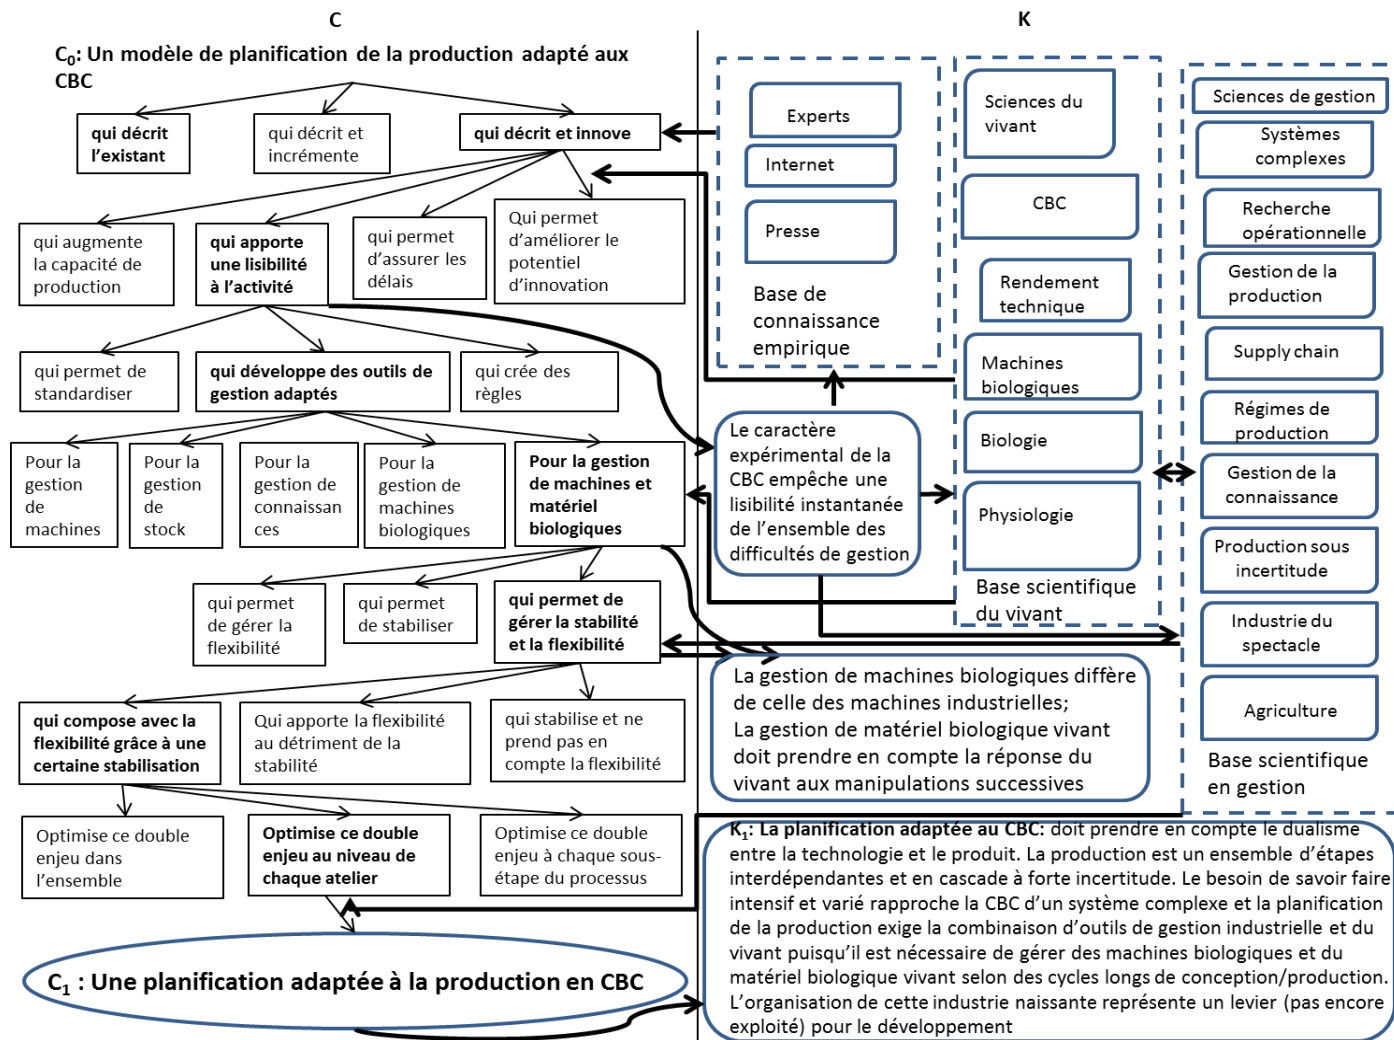 C
K
C0: Un modèle de planification de la production adapté aux
CBC
qui décrit
l'existant
qui décrit et
incrémente
qui décrit et innove
qui augmente
la capacité de
production
qui apporte
une lisibilité
à l'activité
qui permet
d'assurer les
délais
Qui permet
d'améliorer le
potentiel
d'innovation
qui permet de
standardiser
qui développe des outils de
gestion adaptés
qui crée des
règles
Pour la
gestion
de
machines
Pour la
gestion
de
stock
Pour la
gestion de
connaissan
ces
Pour la
gestion de
machines
biologiques
Pour la gestion
de machines et
matériel
biologiques
qui permet
de gérer la
flexibilité
qui permet
de stabiliser
qui permet de
gérer la stabilité
et la flexibilité
qui compose avec la
flexibilité grâce à une
certaine stabilisation
Qui apporte la flexibilité
au détriment de la
stabilité
qui stabilise et ne
prend pas en
compte la flexibilité
Optimise ce double
enjeu dans
l'ensemble
Optimise ce double
enjeu au niveau de
chaque atelier
Optimise ce double
enjeu à chaque sous-
étape du processus
C1 : Une planification adaptée à la production en CBC
Experts
Internet
Presse
Base de
connaissance
empirique
Sciences du
vivant
CBC
Rendement
technique
Machines
biologiques
Biologie
Physiologie
Base scientifique
du vivant
Sciences de gestion
Systèmes
complexes
Recherche
opérationnelle
Gestion de la
production
Supply chain
Régimes de
production
Gestion de la
connaissance
Production sous
incertitude
Industrie du
spectacle
Agriculture
Base scientifique
en gestion
Le caractère
expérimental de la
CBC empêche une
lisibilité instantanée
de l'ensemble des
difficultés de gestion
La gestion de machines biologiques diffère
de celle des machines industrielles;
La gestion de matériel biologique vivant
doit prendre en compte la réponse du
vivant aux manipulations successives
K1: La planification adaptée au CBC: doit prendre en compte le dualisme
entre la technologie et le produit. La production est un ensemble d'étapes
interdépendantes et en cascade à forte incertitude. Le besoin de savoir faire
intensif et varié rapproche la CBC d'un système complexe et la planification
de la production exige la combinaison d'outils de gestion industrielle et du
vivant puisqu'il est nécessaire de gérer des machines biologiques et du
matériel biologique vivant selon des cycles longs de conception/production.
L'organisation de cette industrie naissante représente un levier (pas encore
exploité) pour le développement